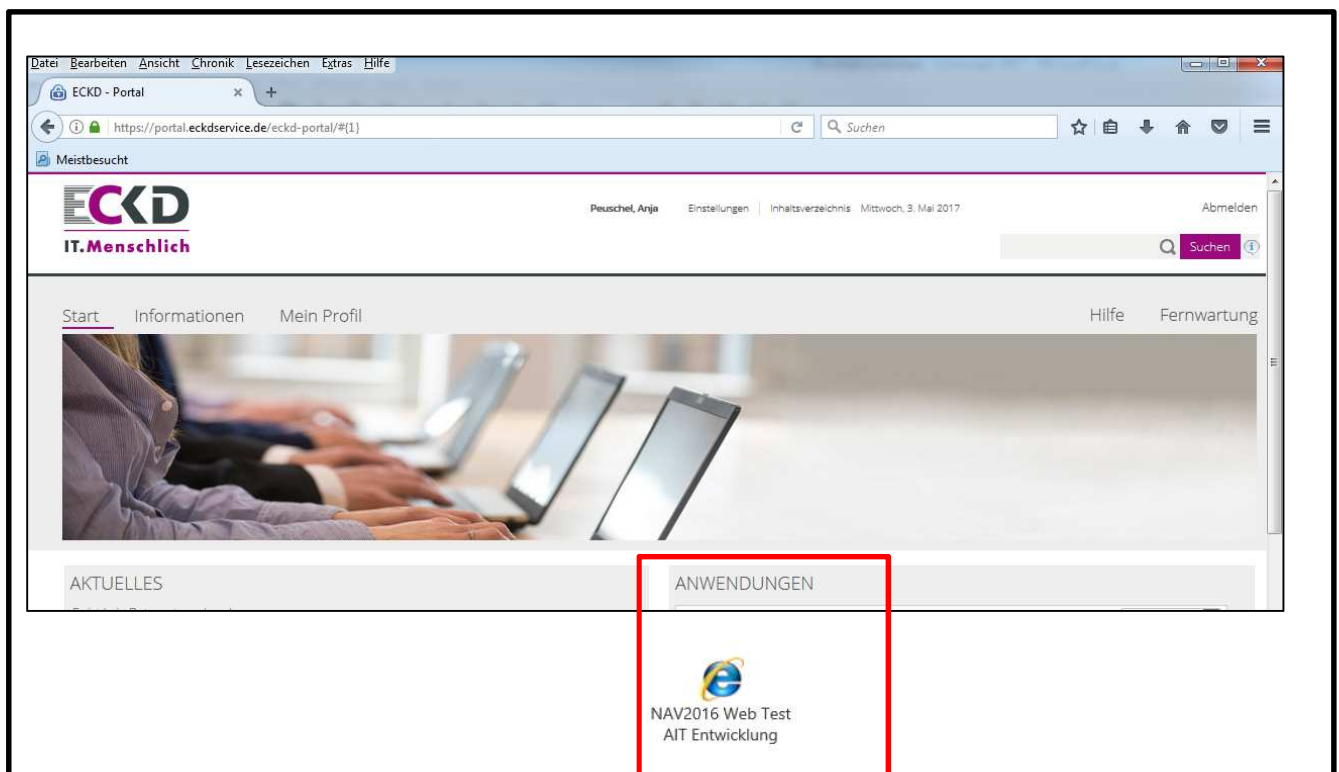 Datei Bearbeiten Ansicht Chronik Lesezeichen Extras Hilfe
ECKD - Portal
https://portal.eckdservice.de/eckd-portal/#{1}
Suchen
Meistbesucht
ECKD
IT.Menschlich
Peuschel, Anja Einstellungen Inhaltsverzeichnis Mittwoch, 3. Mai 2017
Abmelden
Suchen
Start Informationen Mein Profil Hilfe Fernwartung
AKTUELLES
ANWENDUNGEN
NAV2016 Web Test
AIT Entwicklung